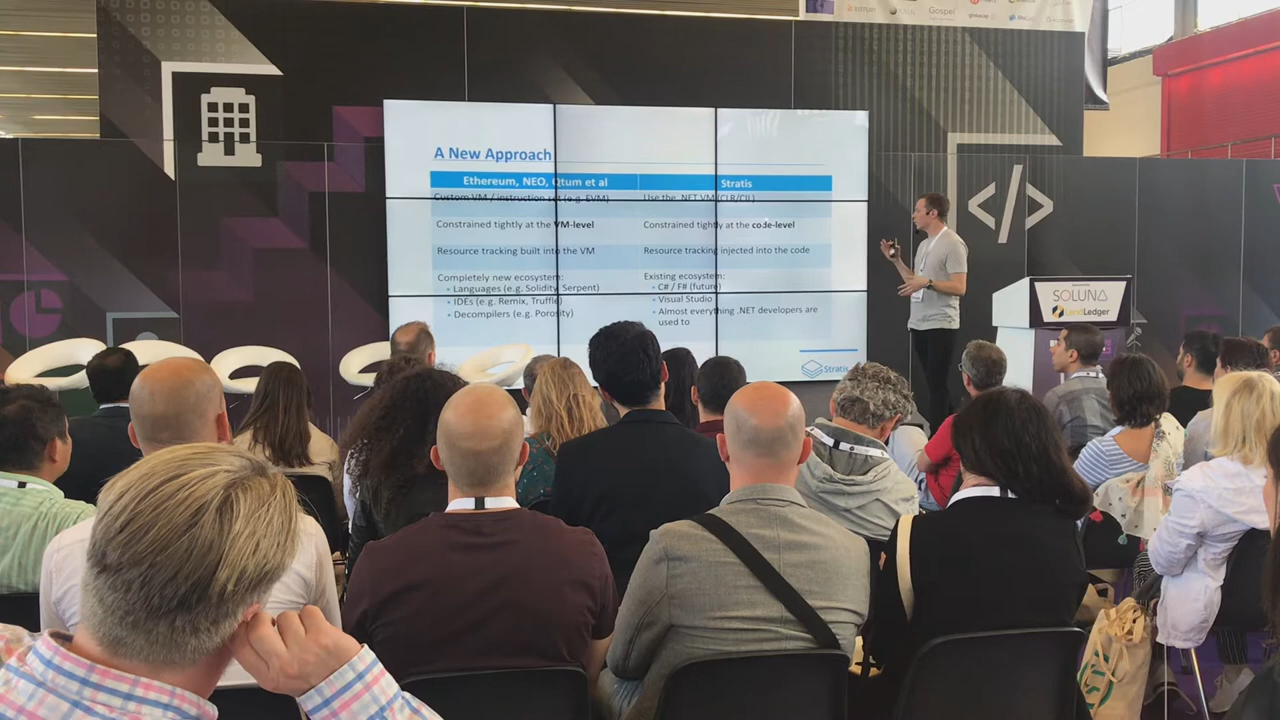 Gospel
A New Approach
Ethereum, NEO, Qtum et al
Stratis
Custom VM / instruction set (e.g. EVM)
Use the .NET VM (CLR/CIL)
Constrained tightly at the VM-level
Constrained tightly at the code-level
Resource tracking built into the VM
Resource tracking injected into the code
Completely new ecosystem:
• Languages (e.g. Solidity, Serpent)
• IDEs (e.g. Remix, Truffle)
• Decompilers (e.g. Porosity)
Existing ecosystem:
• C# / F# (future)
• Visual Studio
• Almost everything .NET developers are
used to
Stratis
</>
SOLUNA
LendLedger